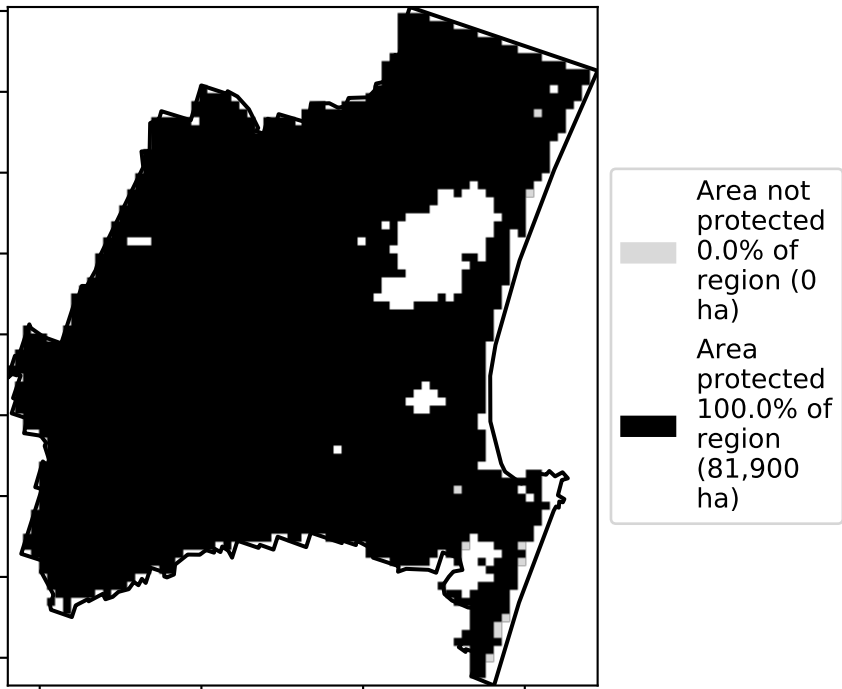 Area not
protected
0.0% of
region (0
ha)
Area
protected
100.0% of
region
(81,900
ha)